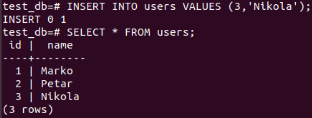 test_db=# INSERT INTO users VALUES (3,'Nikola');
INSERT 0 1
test_db=# SELECT * FROM users;
 id |  name
----+--------
  1 | Marko
  2 | Petar
  3 | Nikola
(3 rows)